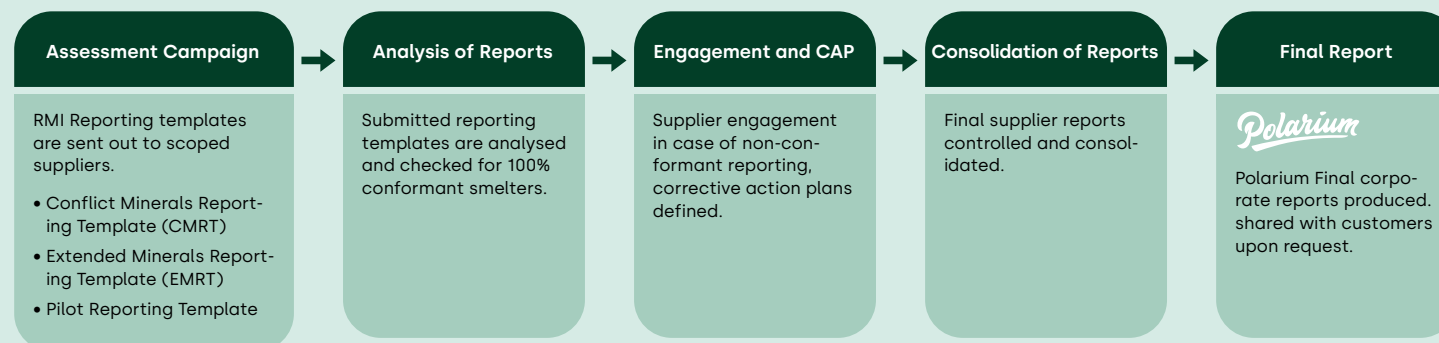 Assessment Campaign
RMI Reporting templates
are sent out to scoped
suppliers.
• Conflict Minerals Report-
ing Template (CMRT)
• Extended Minerals Report-
ing Template (EMRT)
• Pilot Reporting Template
Analysis of Reports
Submitted reporting
templates are analysed
and checked for 100%
conformant smelters.
Engagement and CAP
Supplier engagement
in case of non-con-
formant reporting,
corrective action plans
defined.
Consolidation of Reports
Final supplier reports
controlled and consol-
idated.
Final Report
Polarium
Polarium Final corpo-
rate reports produced.
shared with customers
upon request.